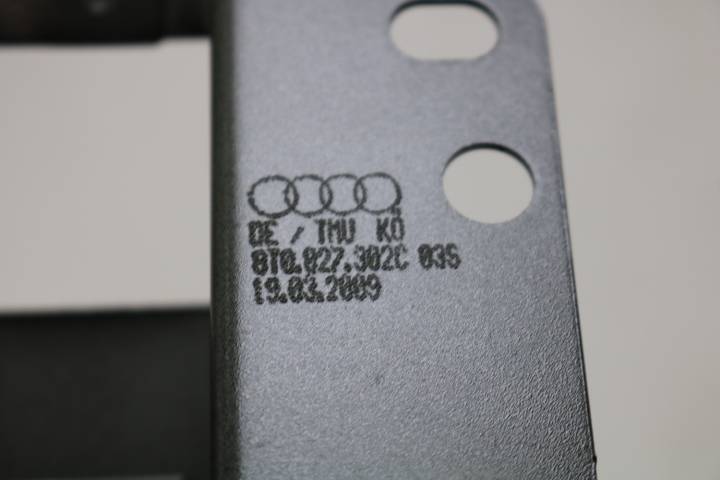 DE / TMU KÖ
8T0.827.302C 03S
19.03.2009